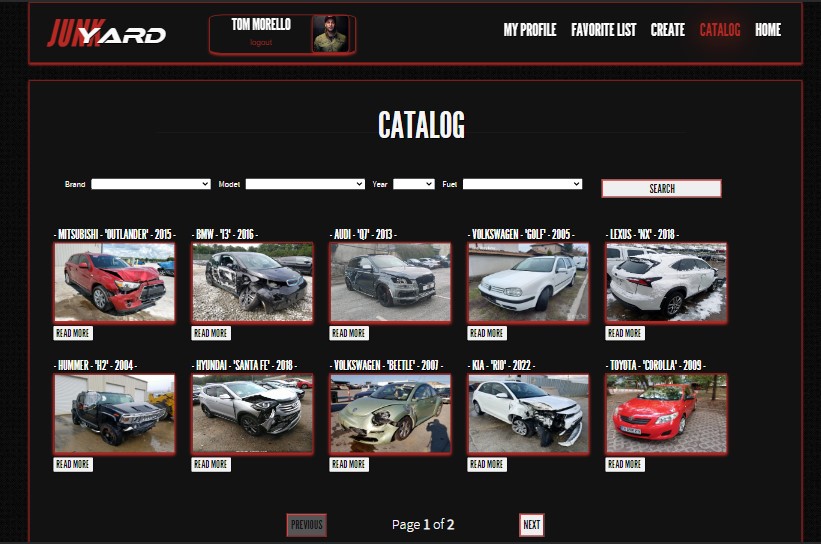 JUNKYARD
TOM MORELLO
logout
MY PROFILE FAVORITE LIST CREATE CATALOG HOME
CATALOG
Brand Model Year Fuel SEARCH
- MITSUBISHI - 'OUTLANDER' - 2015 - - BMW - 'I3' - 2016 - - AUDI - 'Q7' - 2013 - - VOLKSWAGEN - 'GOLF' - 2005 - - LEXUS - 'NX' - 2018 -
READ MORE READ MORE READ MORE READ MORE READ MORE
- HUMMER - 'H2' - 2004 - - HYUNDAI - 'SANTA FE' - 2018 - - VOLKSWAGEN - 'BEETLE' - 2007 - - KIA - 'RIO' - 2022 - - TOYOTA - 'COROLLA' - 2009 -
READ MORE READ MORE READ MORE READ MORE READ MORE
PREVIOUS Page 1 of 2 NEXT